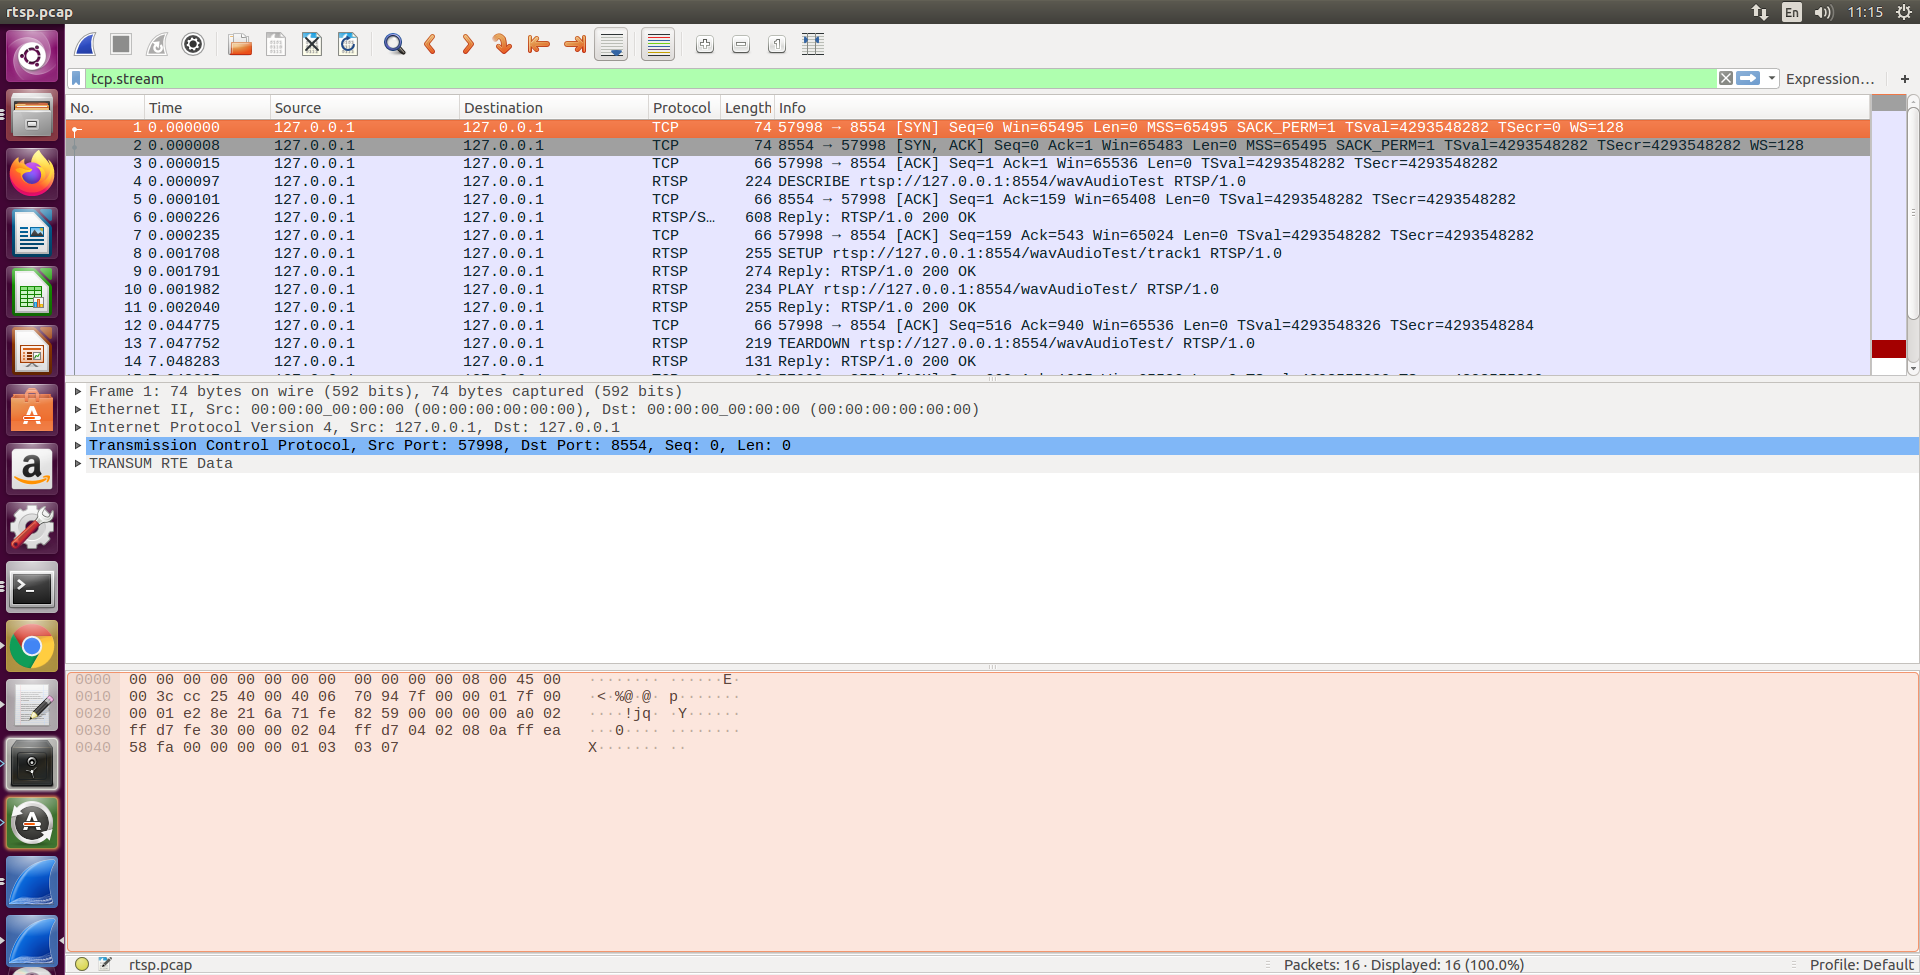 rtsp.pcap
En 11:15
tcp.stream Expression… +
No. Time Source Destination Protocol Length Info
1 0.000000 127.0.0.1 127.0.0.1 TCP 74 57998 → 8554 [SYN] Seq=0 Win=65495 Len=0 MSS=65495 SACK_PERM=1 TSval=4293548282 TSecr=0 WS=128
2 0.000008 127.0.0.1 127.0.0.1 TCP 74 8554 → 57998 [SYN, ACK] Seq=0 Ack=1 Win=65483 Len=0 MSS=65495 SACK_PERM=1 TSval=4293548282 TSecr=4293548282 WS=128
3 0.000015 127.0.0.1 127.0.0.1 TCP 66 57998 → 8554 [ACK] Seq=1 Ack=1 Win=65536 Len=0 TSval=4293548282 TSecr=4293548282
4 0.000097 127.0.0.1 127.0.0.1 RTSP 224 DESCRIBE rtsp://127.0.0.1:8554/wavAudioTest RTSP/1.0
5 0.000101 127.0.0.1 127.0.0.1 TCP 66 8554 → 57998 [ACK] Seq=1 Ack=159 Win=65408 Len=0 TSval=4293548282 TSecr=4293548282
6 0.000226 127.0.0.1 127.0.0.1 RTSP/S… 608 Reply: RTSP/1.0 200 OK
7 0.000235 127.0.0.1 127.0.0.1 TCP 66 57998 → 8554 [ACK] Seq=159 Ack=543 Win=65024 Len=0 TSval=4293548282 TSecr=4293548282
8 0.001708 127.0.0.1 127.0.0.1 RTSP 255 SETUP rtsp://127.0.0.1:8554/wavAudioTest/track1 RTSP/1.0
9 0.001791 127.0.0.1 127.0.0.1 RTSP 274 Reply: RTSP/1.0 200 OK
10 0.001982 127.0.0.1 127.0.0.1 RTSP 234 PLAY rtsp://127.0.0.1:8554/wavAudioTest/ RTSP/1.0
11 0.002040 127.0.0.1 127.0.0.1 RTSP 255 Reply: RTSP/1.0 200 OK
12 0.044775 127.0.0.1 127.0.0.1 TCP 66 57998 → 8554 [ACK] Seq=516 Ack=940 Win=65536 Len=0 TSval=4293548326 TSecr=4293548284
13 7.047752 127.0.0.1 127.0.0.1 RTSP 219 TEARDOWN rtsp://127.0.0.1:8554/wavAudioTest/ RTSP/1.0
14 7.048283 127.0.0.1 127.0.0.1 RTSP 131 Reply: RTSP/1.0 200 OK
Frame 1: 74 bytes on wire (592 bits), 74 bytes captured (592 bits)
Ethernet II, Src: 00:00:00_00:00:00 (00:00:00:00:00:00), Dst: 00:00:00_00:00:00 (00:00:00:00:00:00)
Internet Protocol Version 4, Src: 127.0.0.1, Dst: 127.0.0.1
Transmission Control Protocol, Src Port: 57998, Dst Port: 8554, Seq: 0, Len: 0
TRANSUM RTE Data
0000 00 00 00 00 00 00 00 00 00 00 00 00 08 00 45 00 ········ ······E·
0010 00 3c cc 25 40 00 40 06 70 94 7f 00 00 01 7f 00 ·<·%@·@· p·······
0020 00 01 e2 8e 21 6a 71 fe 82 59 00 00 00 00 a0 02 ····!jq· ·Y······
0030 ff d7 fe 30 00 00 02 04 ff d7 04 02 08 0a ff ea ···0···· ········
0040 58 fa 00 00 00 00 01 03 03 07 X······· ··
rtsp.pcap Packets: 16 · Displayed: 16 (100.0%) Profile: Default